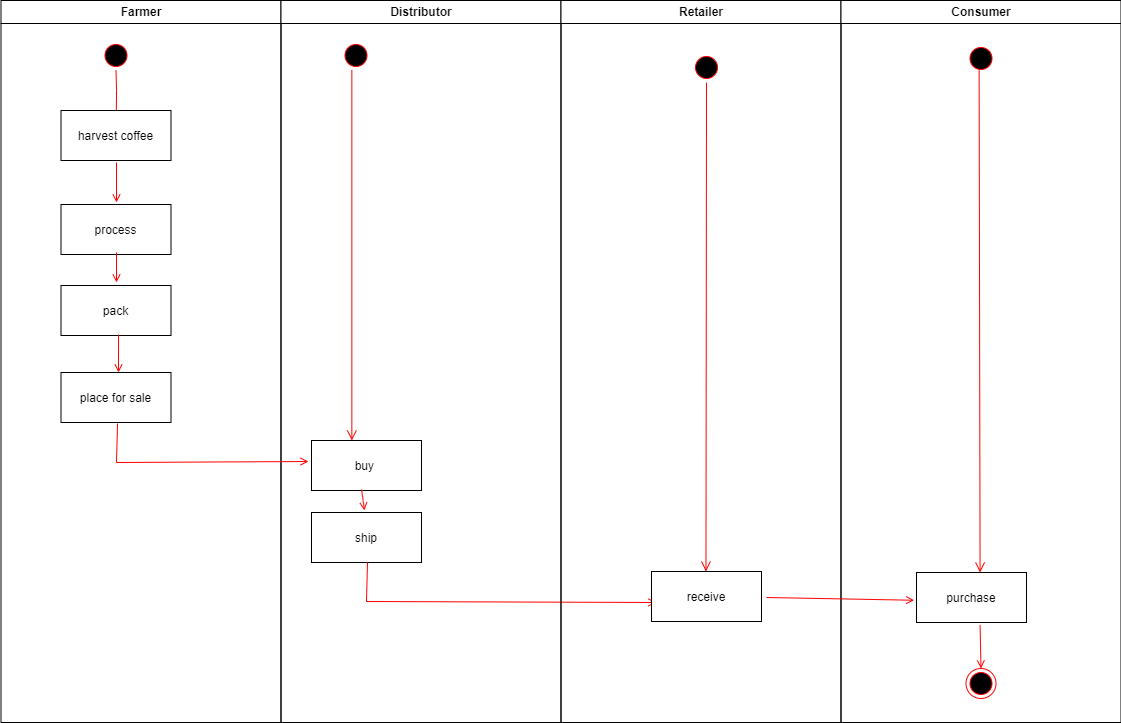 Farmer
Distributor
Retailer
Consumer
harvest coffee
process
pack
place for sale
buy
ship
receive
purchase